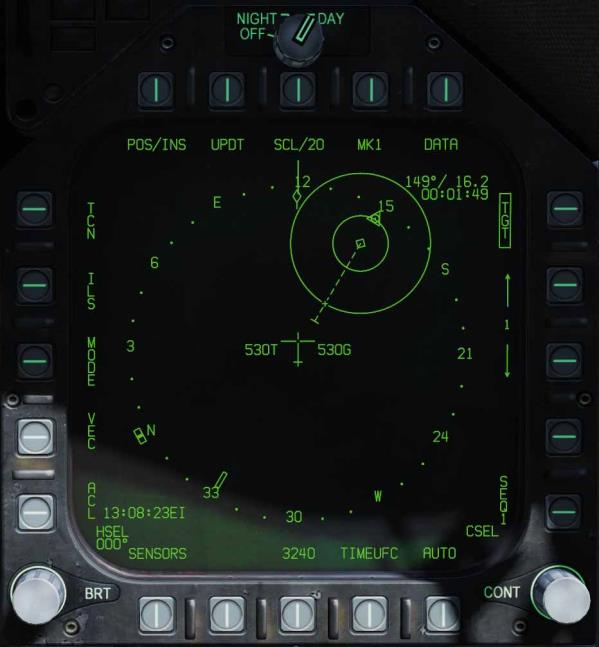 NIGHT DAY
OFF
POS/INS UPDT SCL/20 MK1 DATA
12
149°/ 16.2
00:01:49
TCN
E
15
TGT
6
S
ILS
1
3
530T 530G
21
MODE
VEC
N
24
33
W
SEQ1
ACL
13:08:23EI
30
HSEL
000°
CSEL
SENSORS 3240 TIMEUFC AUTO
BRT CONT